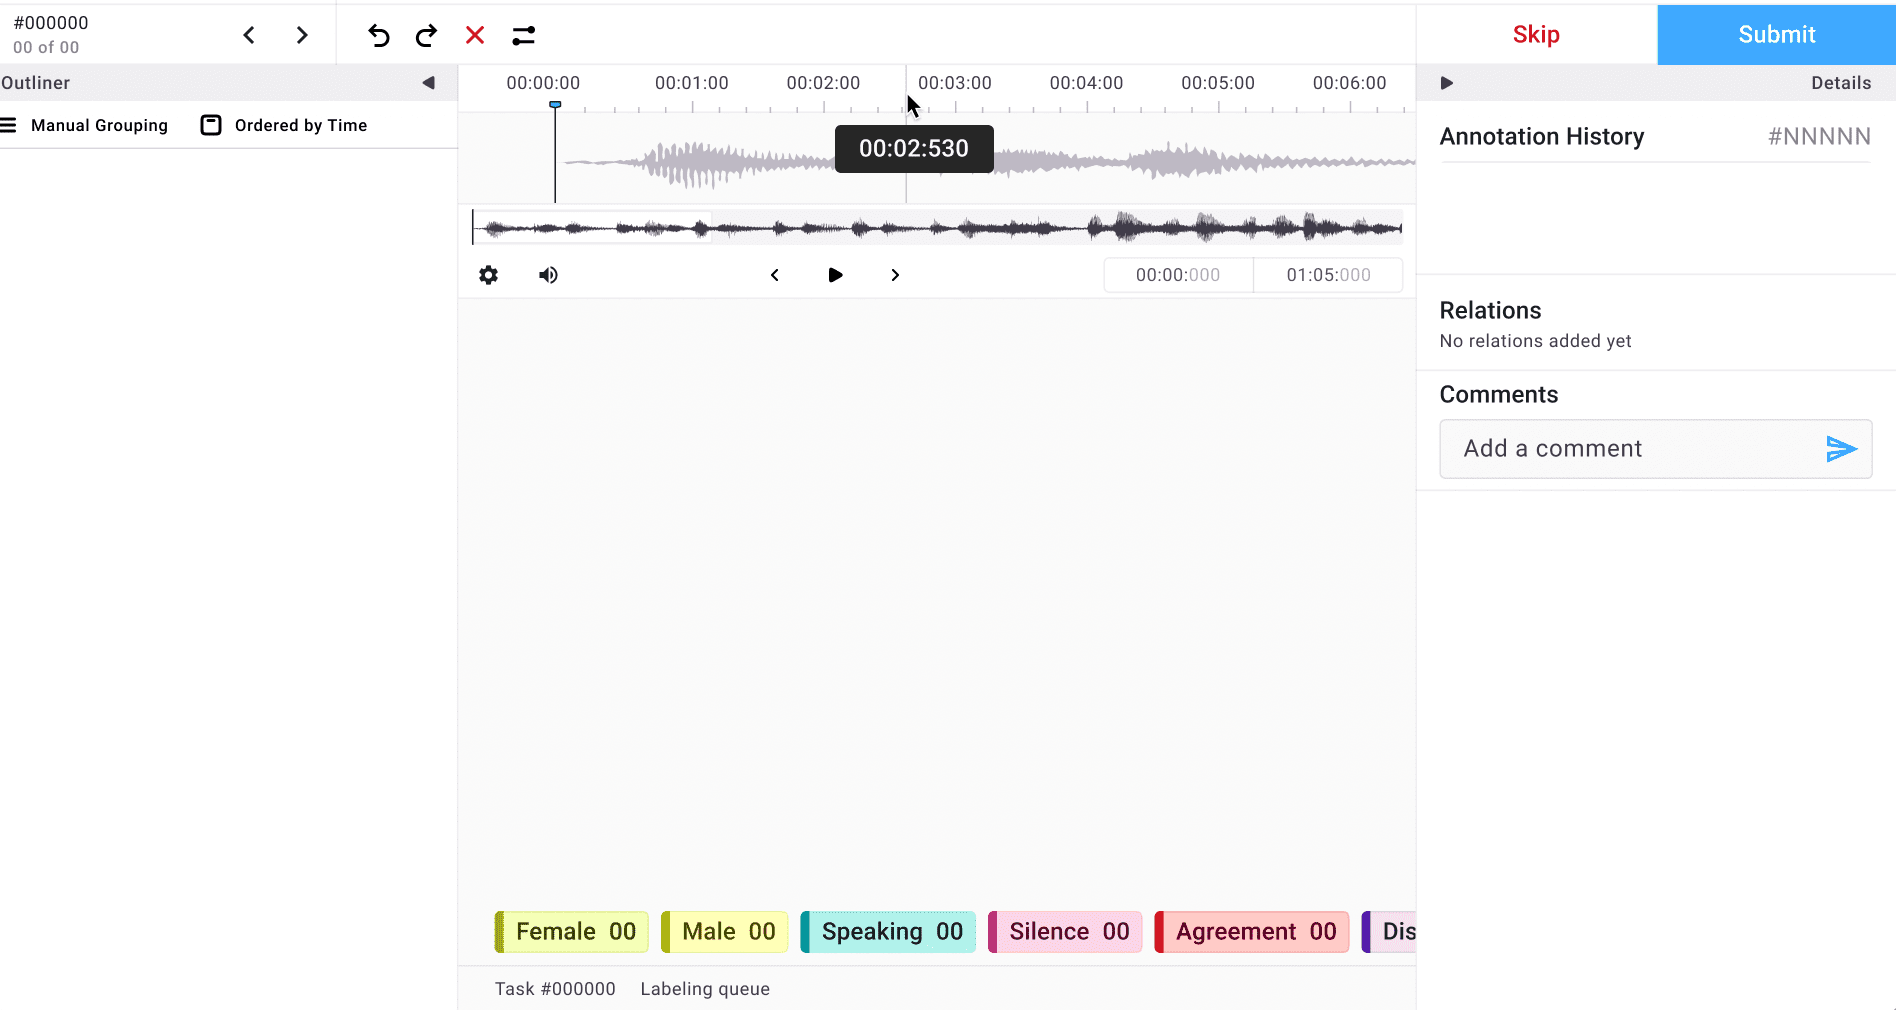 #000000
00 of 00
Skip
Submit
Outliner
00:00:00 00:01:00 00:02:00 00:03:00 00:04:00 00:05:00 00:06:00
Details
Manual Grouping Ordered by Time
00:02:530
Annotation History #NNNNN
00:00:000 01:05:000
Relations
No relations added yet
Comments
Add a comment
Female 00 Male 00 Speaking 00 Silence 00 Agreement 00 Dis
Task #000000 Labeling queue